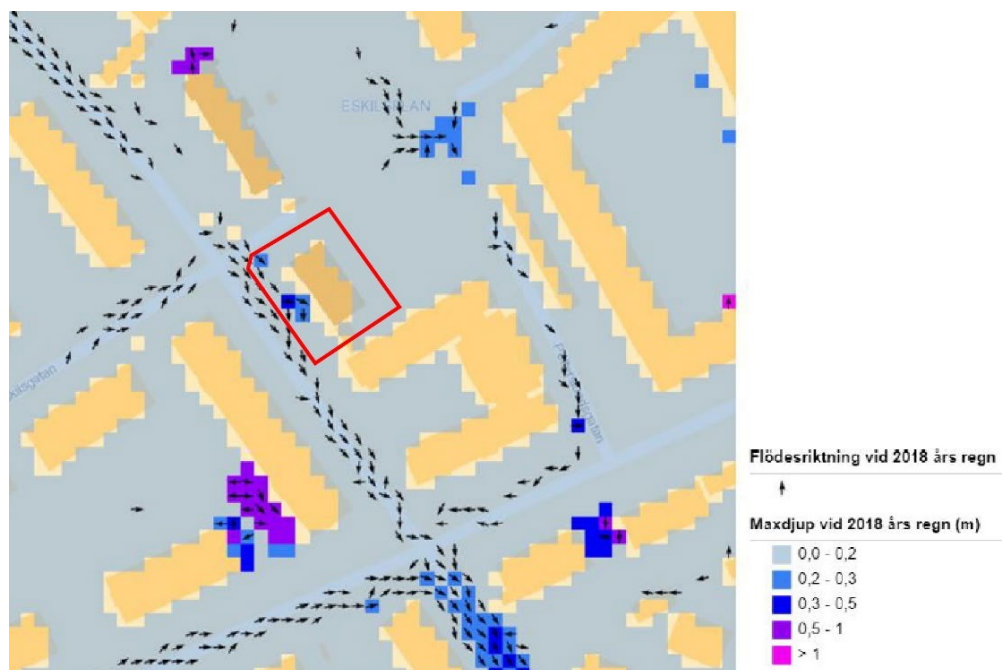 ESKILSPLAN
Flödesriktning vid 2018 års regn
Maxdjup vid 2018 års regn (m)
0,0 - 0,2
0,2 - 0,3
0,3 - 0,5
0,5 - 1
> 1